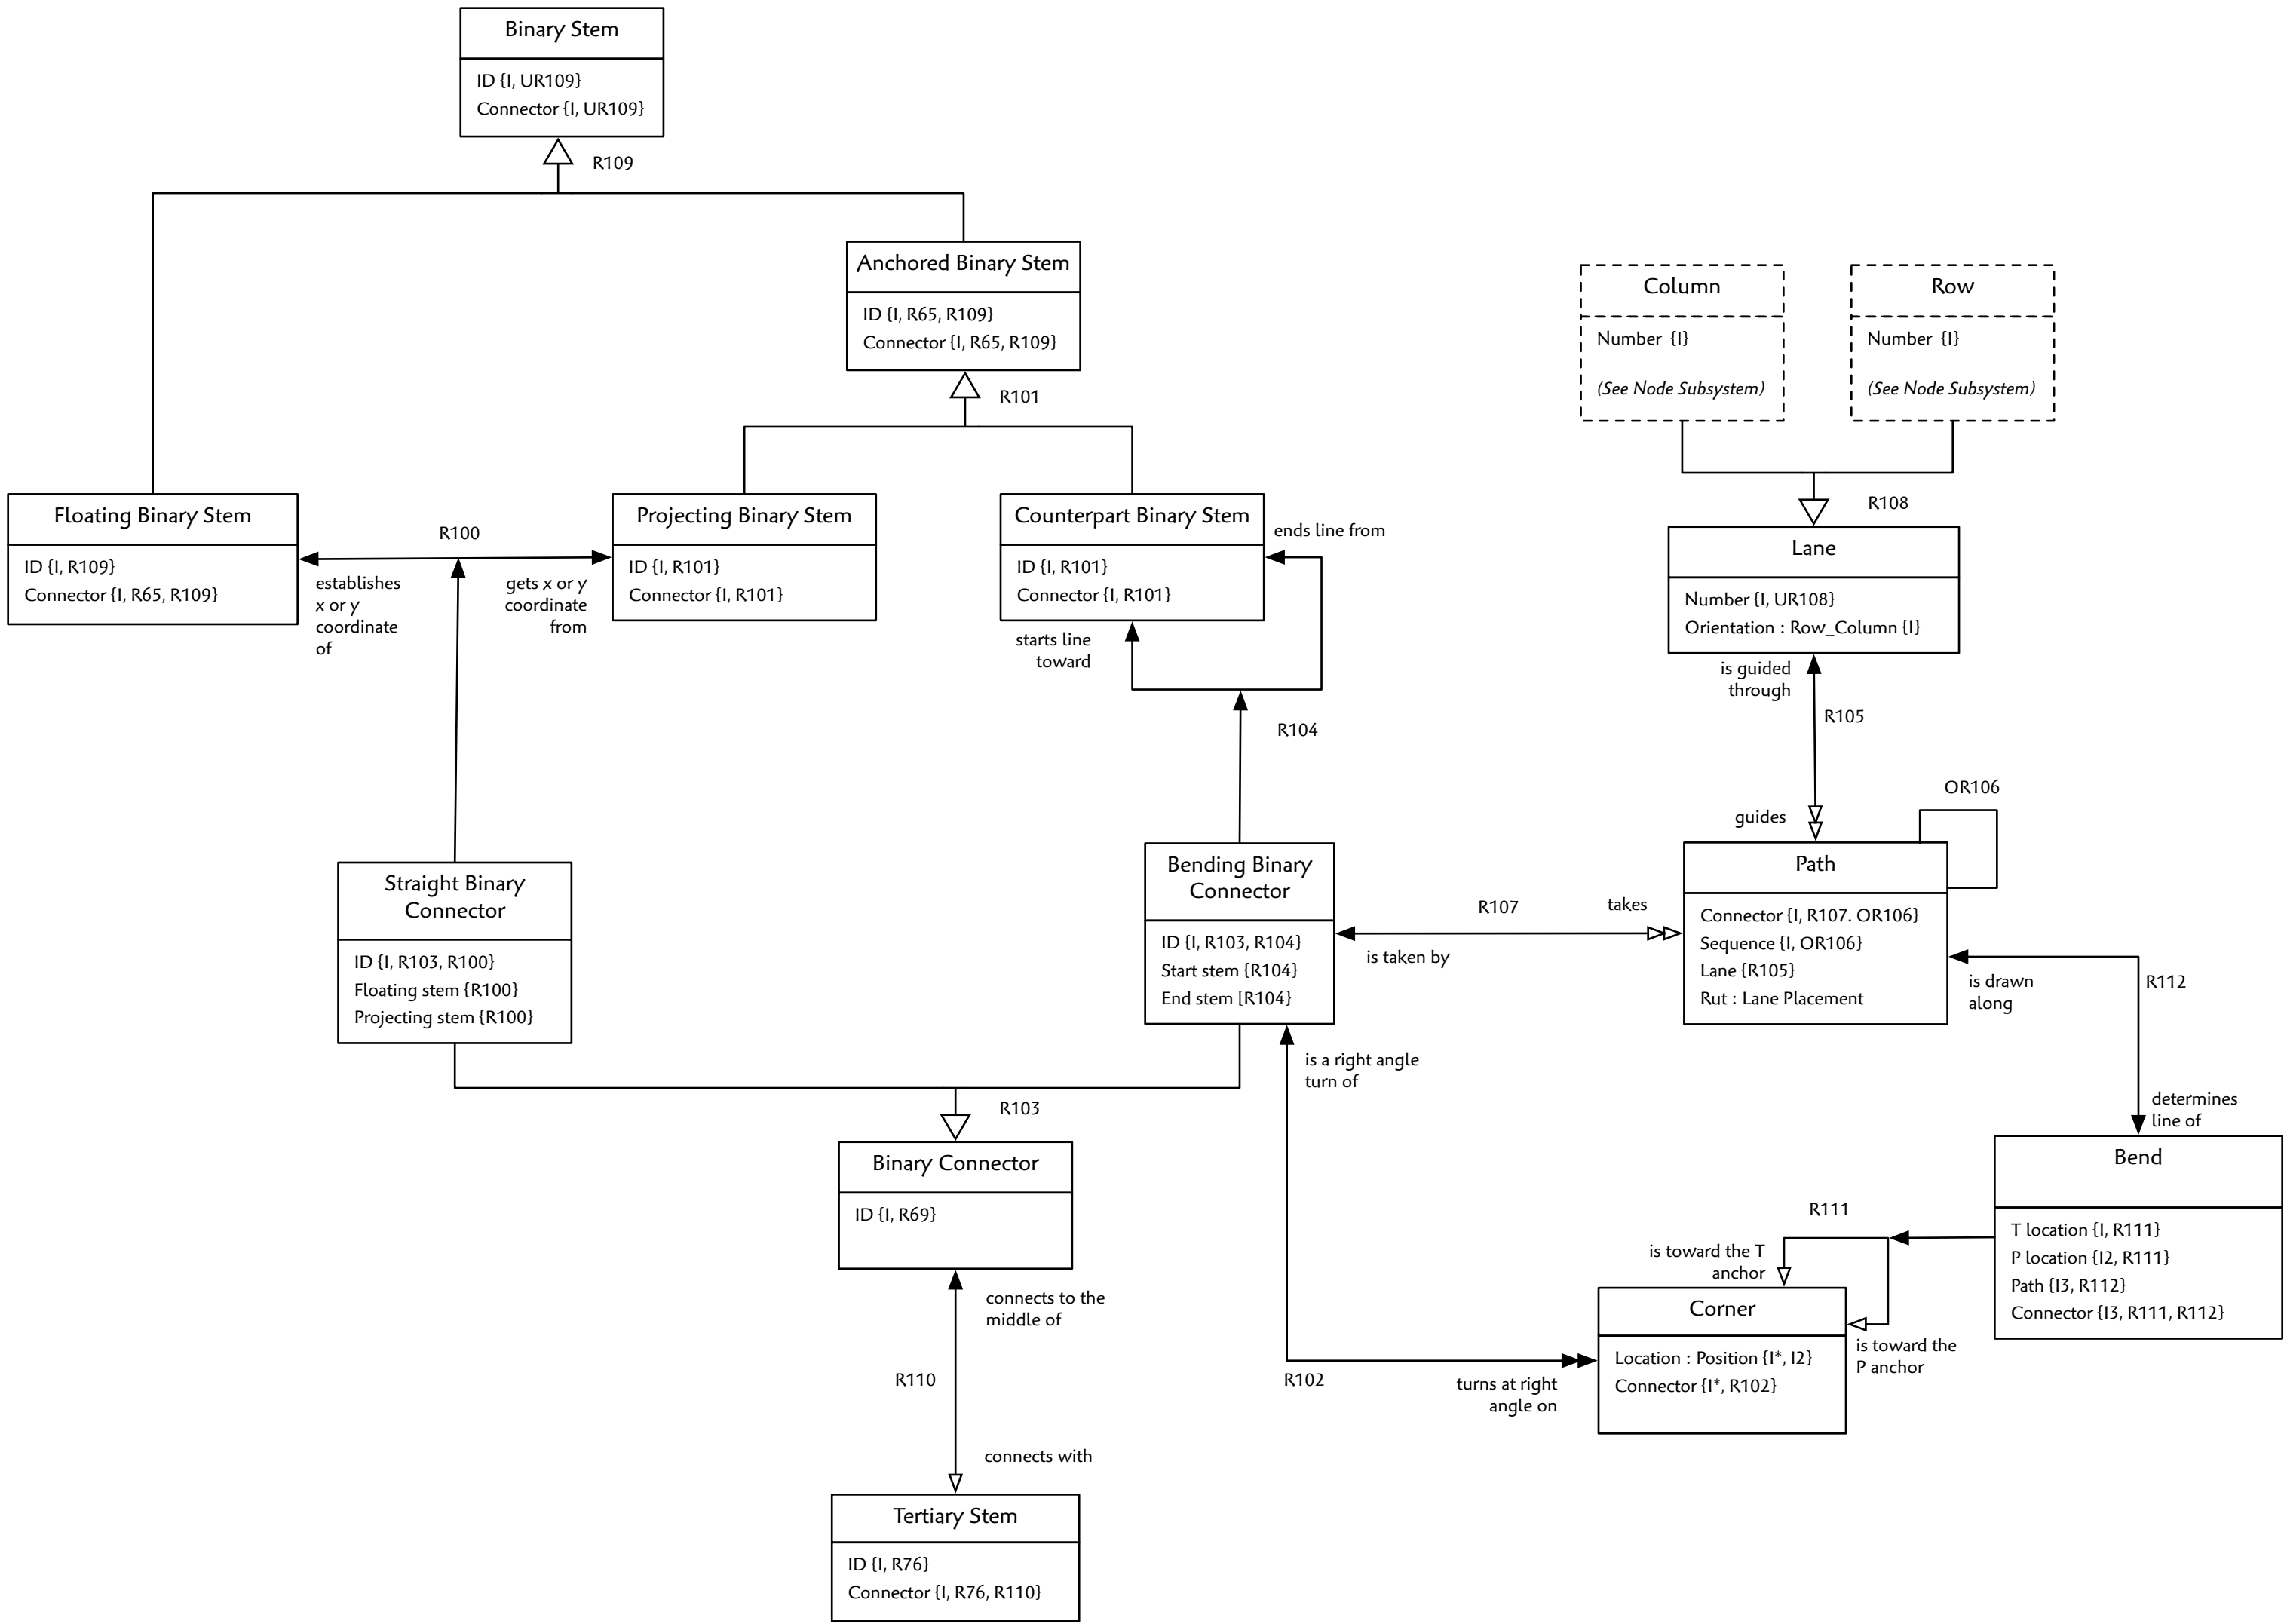 Binary Stem
ID {I, UR109}
Connector {I, UR109}
R109
Anchored Binary Stem
ID {I, R65, R109}
Connector {I, R65, R109}
R101
Column
Number {I}
(See Node Subsystem)
Row
Number {I}
(See Node Subsystem)
R108
Floating Binary Stem
ID {I, R109}
Connector {I, R65, R109}
R100
establishes
x or y
coordinate
of
gets x or y
coordinate
from
Projecting Binary Stem
ID {I, R101}
Connector {I, R101}
Counterpart Binary Stem
ID {I, R101}
Connector {I, R101}
ends line from
starts line
toward
R104
Lane
Number {I, UR108}
Orientation : Row_Column {I}
is guided
through
R105
guides
OR106
Straight Binary
Connector
ID {I, R103, R100}
Floating stem {R100}
Projecting stem {R100}
Bending Binary
Connector
ID {I, R103, R104}
Start stem {R104}
End stem [R104}
R107
takes
is taken by
Path
Connector {I, R107. OR106}
Sequence {I, OR106}
Lane {R105}
Rut : Lane Placement
is drawn
along
R112
determines
line of
is a right angle
turn of
R103
Binary Connector
ID {I, R69}
connects to the
middle of
R110
connects with
Tertiary Stem
ID {I, R76}
Connector {I, R76, R110}
R102
turns at right
angle on
Bend
T location {I, R111}
P location {I2, R111}
Path {I3, R112}
Connector {I3, R111, R112}
R111
is toward the T
anchor
is toward the
P anchor
Corner
Location : Position {I*, I2}
Connector {I*, R102}